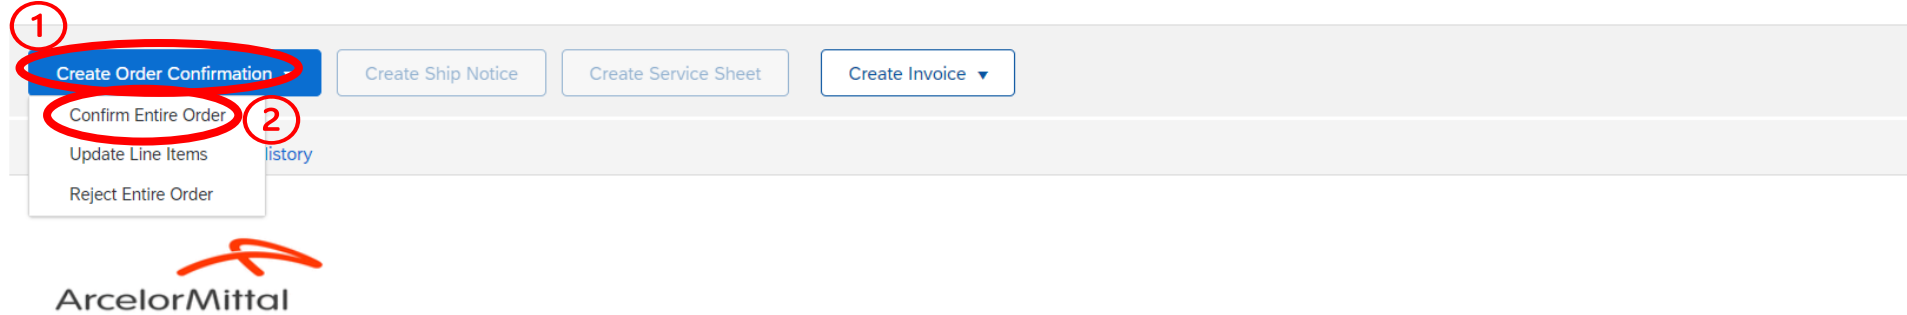 1
Create Order Confirmation
Create Ship Notice
Create Service Sheet
Create Invoice
Confirm Entire Order
2
Update Line Items
Reject Entire Order
ArcelorMittal